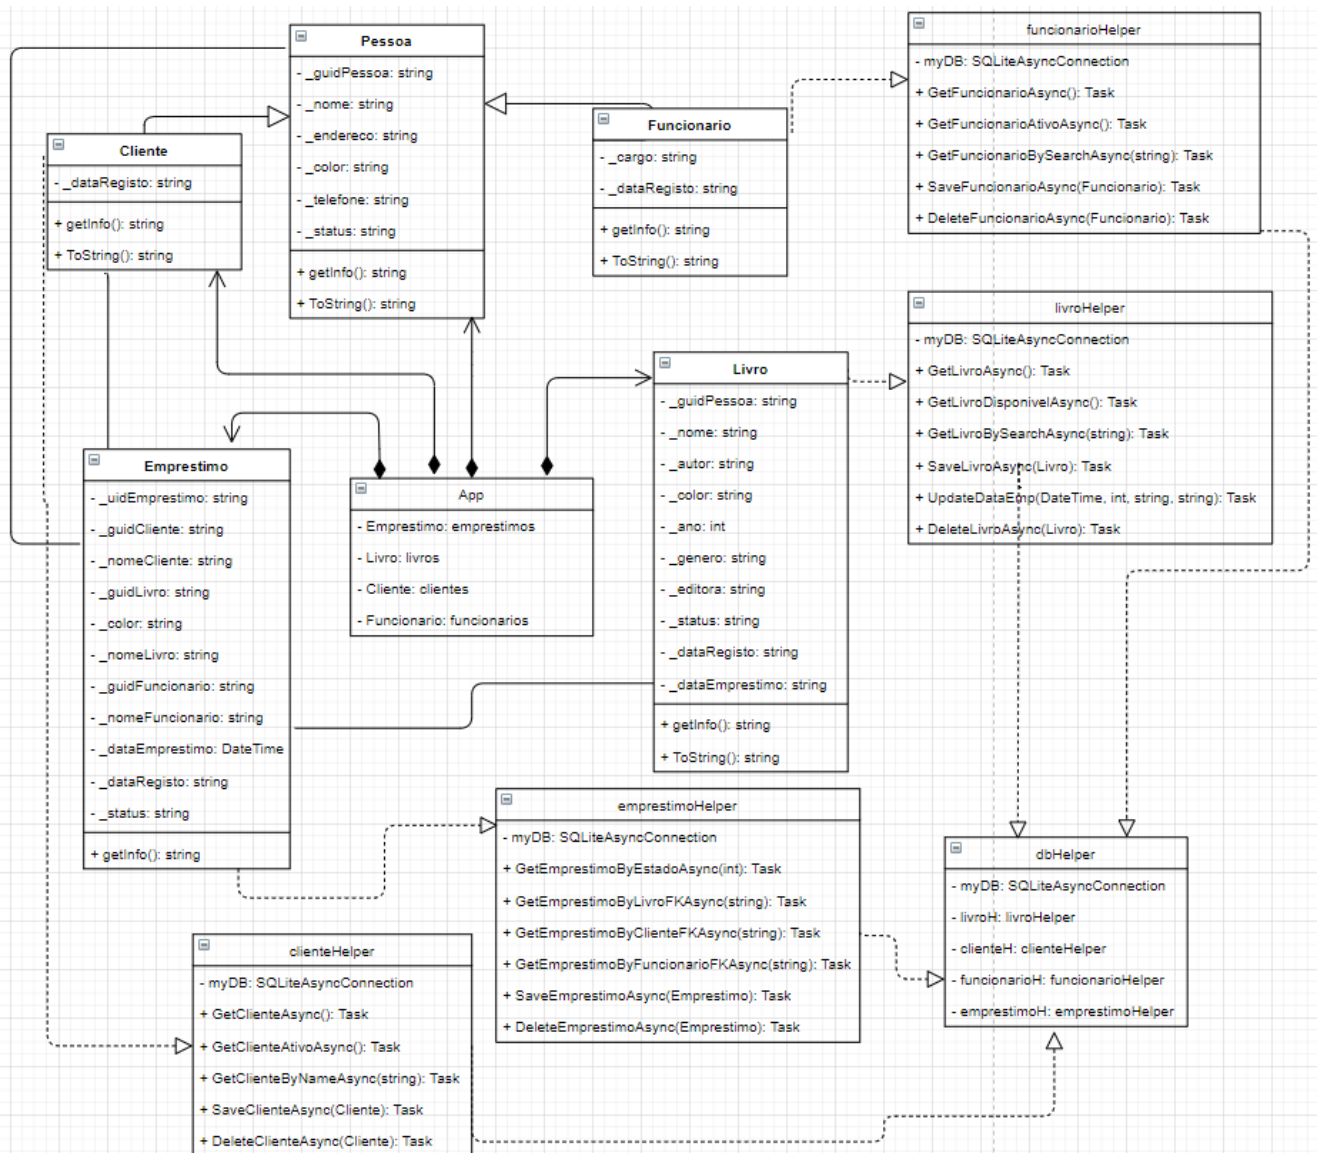 Pessoa
- _guidPessoa: string
- _nome: string
- _endereco: string
- _color: string
- _telefone: string
- _status: string
+ getInfo(): string
+ ToString(): string
funcionarioHelper
- myDB: SQLiteAsyncConnection
+ GetFuncionarioAsync(): Task
+ GetFuncionarioAtivoAsync(): Task
+ GetFuncionarioBySearchAsync(string): Task
+ SaveFuncionarioAsync(Funcionario): Task
+ DeleteFuncionarioAsync(Funcionario): Task
Cliente
- _dataRegisto: string
+ getInfo(): string
+ ToString(): string
Funcionario
- _cargo: string
- _dataRegisto: string
+ getInfo(): string
+ ToString(): string
livroHelper
- myDB: SQLiteAsyncConnection
+ GetLivroAsync(): Task
+ GetLivroDisponivelAsync(): Task
+ GetLivroBySearchAsync(string): Task
+ SaveLivroAsync(Livro): Task
+ UpdateDataEmp(DateTime, int, string, string): Task
+ DeleteLivroAsync(Livro): Task
Livro
- _guidPessoa: string
- _nome: string
- _autor: string
- _color: string
- _ano: int
- _genero: string
- _editora: string
- _status: string
- _dataRegisto: string
- _dataEmprestimo: string
+ getInfo(): string
+ ToString(): string
Emprestimo
- _uidEmprestimo: string
- _guidCliente: string
- _nomeCliente: string
- _guidLivro: string
- _color: string
- _nomeLivro: string
- _guidFuncionario: string
- _nomeFuncionario: string
- _dataEmprestimo: DateTime
- _dataRegisto: string
- _status: string
+ getInfo(): string
App
- Emprestimo: emprestimos
- Livro: livros
- Cliente: clientes
- Funcionario: funcionarios
emprestimoHelper
- myDB: SQLiteAsyncConnection
+ GetEmprestimoByEstadoAsync(int): Task
+ GetEmprestimoByLivroFKAsync(string): Task
+ GetEmprestimoByClienteFKAsync(string): Task
+ GetEmprestimoByFuncionarioFKAsync(string): Task
+ SaveEmprestimoAsync(Emprestimo): Task
+ DeleteEmprestimoAsync(Emprestimo): Task
dbHelper
- myDB: SQLiteAsyncConnection
- livroH: livroHelper
- clienteH: clienteHelper
- funcionarioH: funcionarioHelper
- emprestimoH: emprestimoHelper
clienteHelper
- myDB: SQLiteAsyncConnection
+ GetClienteAsync(): Task
+ GetClienteAtivoAsync(): Task
+ GetClienteByNameAsync(string): Task
+ SaveClienteAsync(Cliente): Task
+ DeleteClienteAsync(Cliente): Task